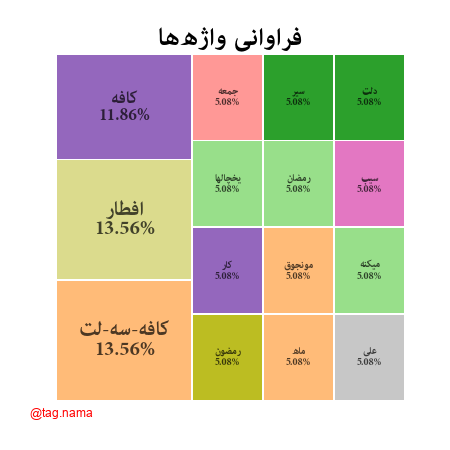 فراوانی واژه‌ها
کافه
11.86%
جمعه
5.08%
سیر
5.08%
دلت
5.08%
افطار
13.56%
یخچالها
5.08%
رمضان
5.08%
سیب
5.08%
کافه-سه-لت
13.56%
کار
5.08%
مونجوق
5.08%
میکنه
5.08%
رمضون
5.08%
ماه
5.08%
علی
5.08%
@tag.nama